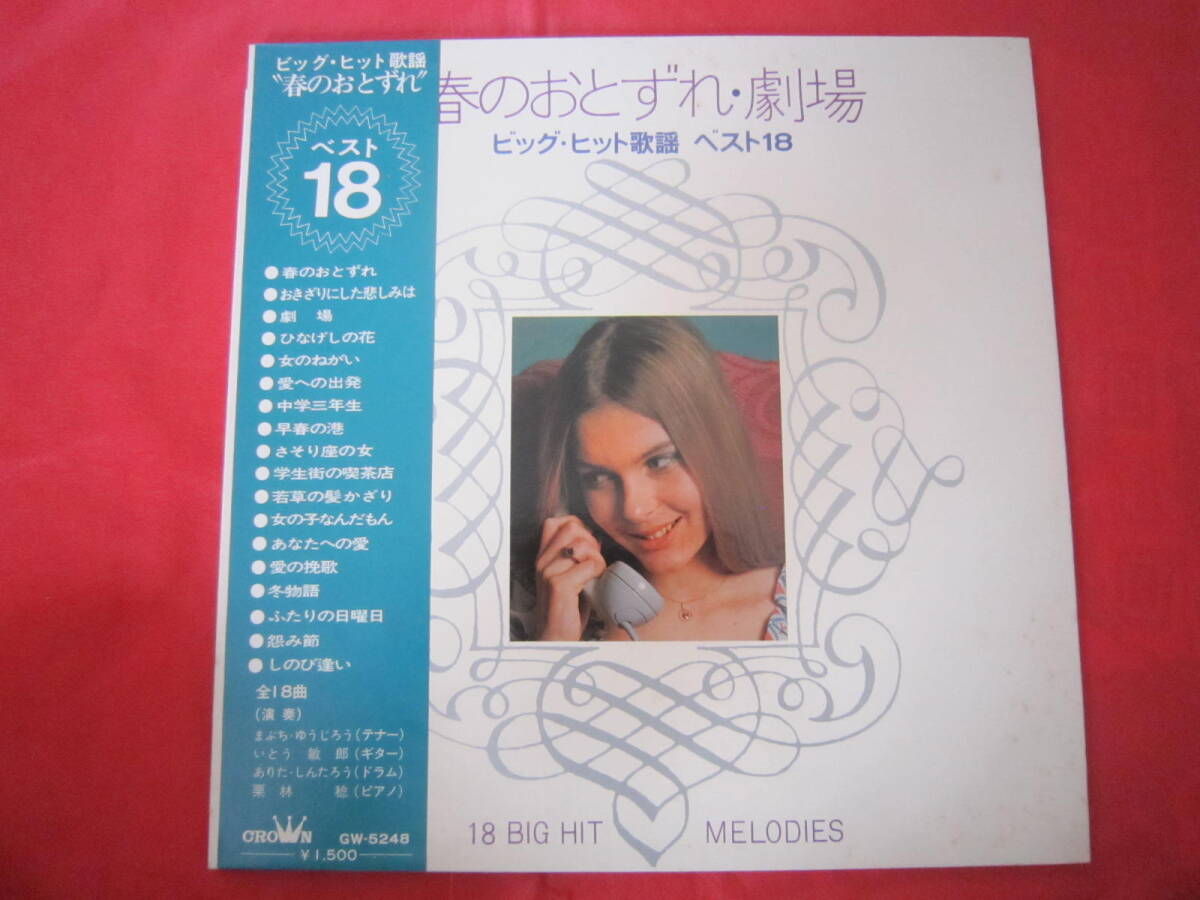 ビッグ・ヒット歌謡
“春のおとずれ”
ベスト
18
●春のおとずれ
●おきざりにした悲しみは
●劇 場
●ひなげしの花
●女のねがい
●愛への出発
●中学三年生
●早春の港
●さそり座の女
●学生街の喫茶店
●若草の髪かざり
●女の子なんだもん
●あなたへの愛
●愛の挽歌
●冬物語
●ふたりの日曜日
●怨み節
●しのび逢い
全18曲
(演奏)
まぶち・ゆうじろう(テナー)
いとう 敏郎(ギター)
ありた・しんたろう(ドラム)
栗林 稔(ピアノ)
CROWN GW-5248
¥1,500
春のおとずれ・劇場
ビッグ・ヒット歌謡 ベスト18
18 BIG HIT MELODIES